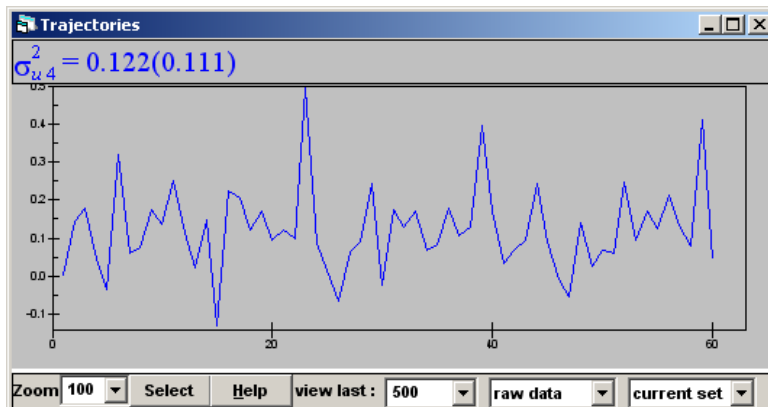 Trajectories
σ²u4 = 0.122(0.111)
0.5
0.4
0.3
0.2
0.1
0.0
-0.1
0 20 40 60
Zoom 100 Select Help view last : 500 raw data current set